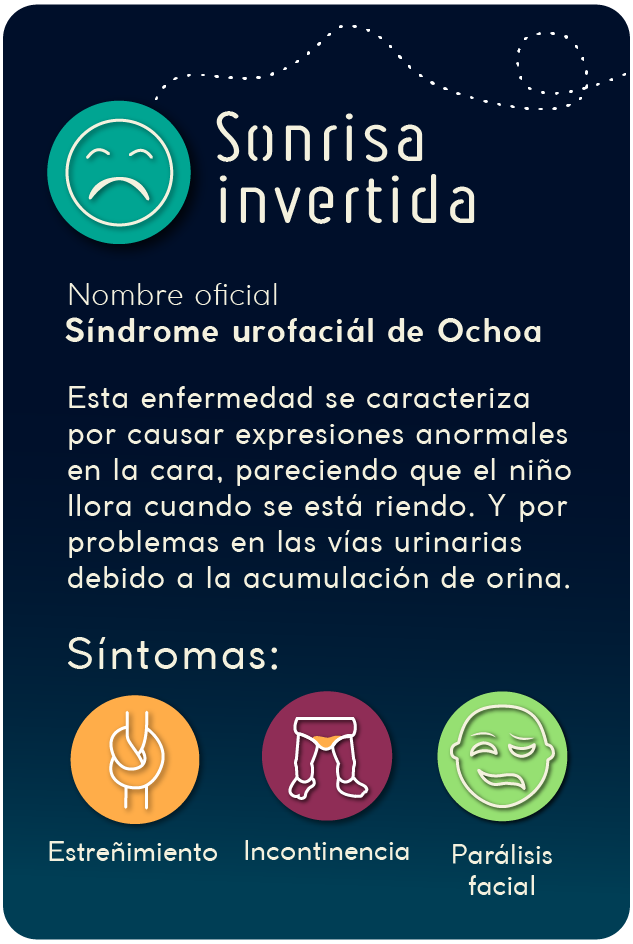 Sonrisa
invertida
Nombre oficial
Síndrome urofaciál de Ochoa
Esta enfermedad se caracteriza
por causar expresiones anormales
en la cara, pareciendo que el niño
llora cuando se está riendo. Y por
problemas en las vías urinarias
debido a la acumulación de orina.
Síntomas:
Estreñimiento
Incontinencia
Parálisis
facial